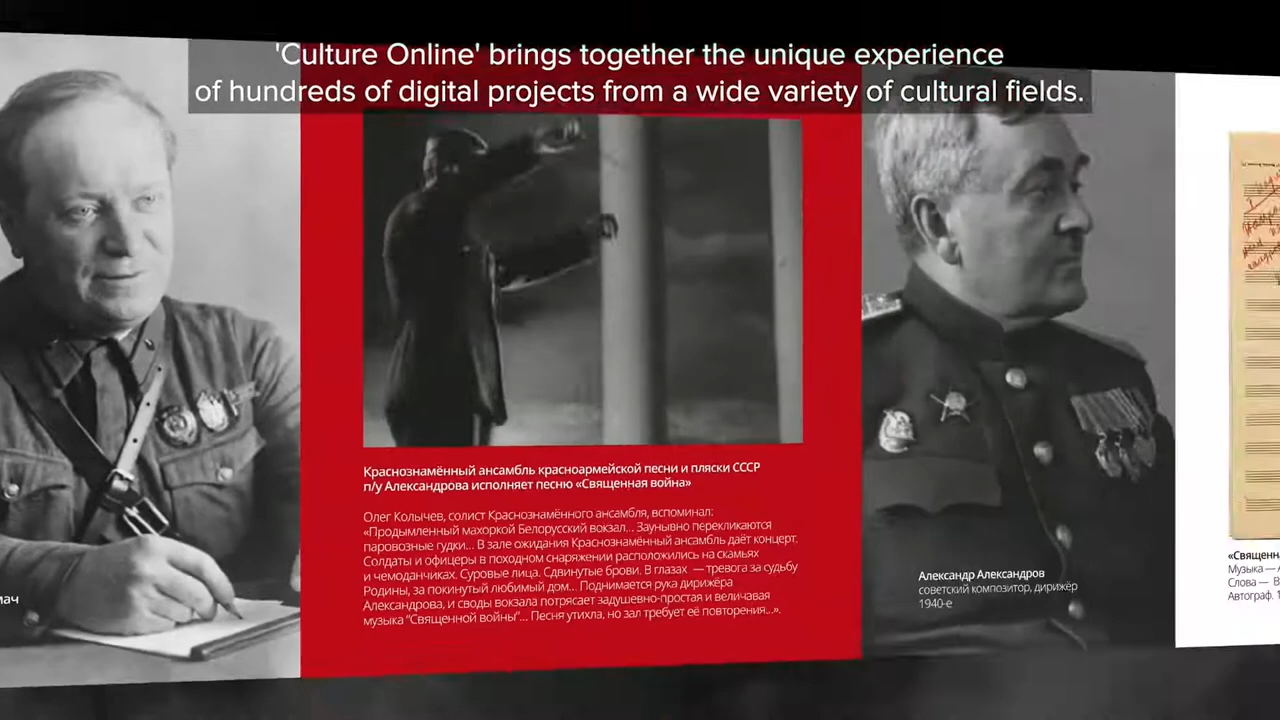 'Culture Online' brings together the unique experience
of hundreds of digital projects from a wide variety of cultural fields.
Краснознамённый ансамбль красноармейской песни и пляски СССР
п/у Александрова исполняет песню «Священная война»
Олег Колычев, солист Краснознамённого ансамбля, вспоминал:
«Продымленный махоркой Белорусский вокзал... Заунывно перекликаются
паровозные гудки... В зале ожидания Краснознамённый ансамбль даёт концерт.
Солдаты и офицеры в походном снаряжении расположились на скамьях
и чемоданчиках. Суровые лица. Сдвинутые брови. В глазах — тревога за судьбу
Родины, за покинутый любимый дом... Поднимается рука дирижёра
Александрова, и своды вокзала потрясает задушевно-простая и величавая
музыка "Священной войны"... Песня утихла, но зал требует её повторения...».
Александр Александров
советский композитор, дирижёр
1940-е
мач
«Священн
Музыка — А
Слова — В
Автограф. 1